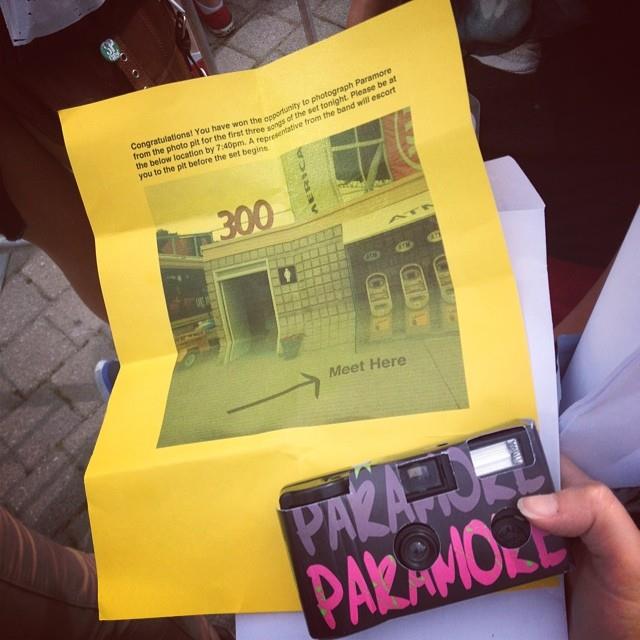 Congratulations! You have won the opportunity to photograph Paramore
from the photo pit for the first three songs of the set tonight. Please be at
the below location by 7:40pm. A representative from the band will escort
you to the pit before the set begins.
300
ATM
Meet Here
PARAMORE
PARAMORE